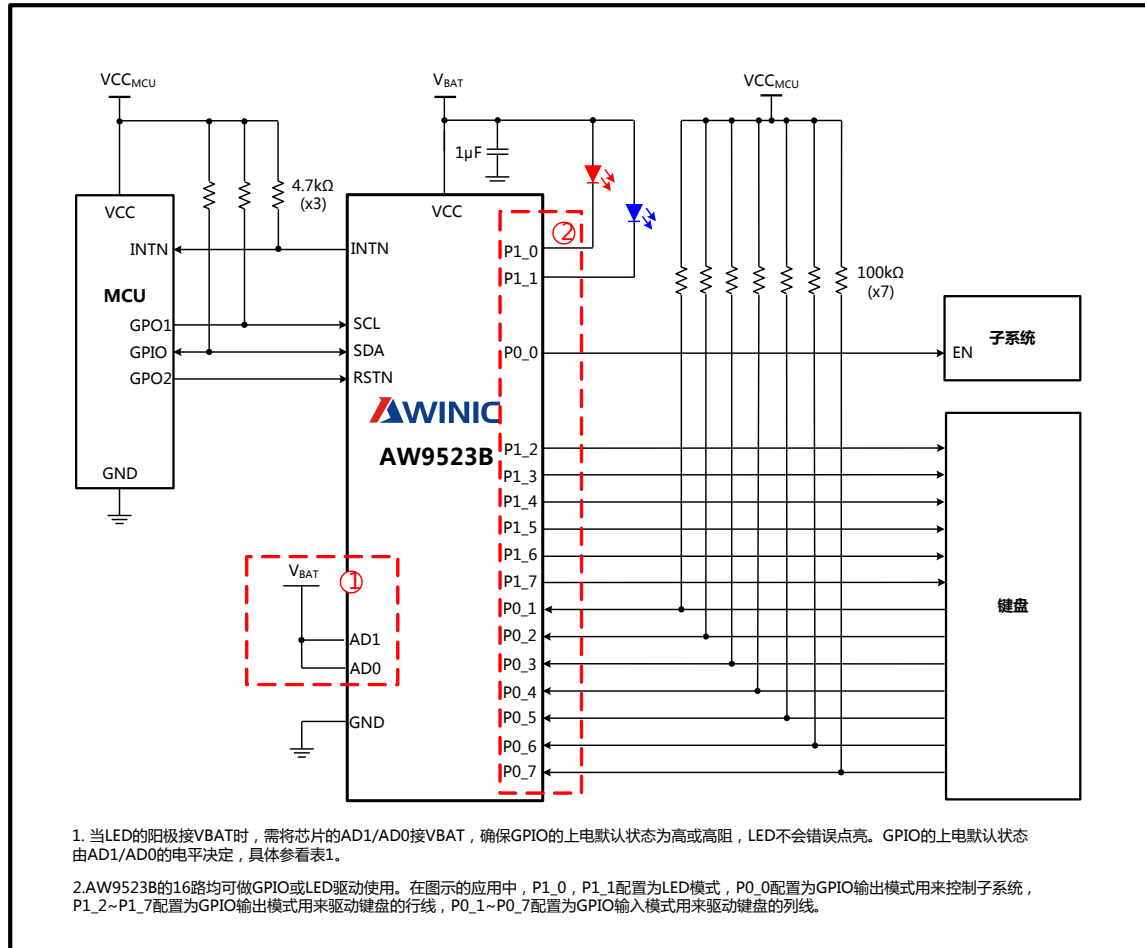 VCCMCU
VBAT
VCCMCU
1μF
4.7kΩ
(x3)
VCC
VCC
②
INTN
INTN
P1_0
P1_1
100kΩ
(x7)
MCU
GPO1
SCL
子系统
GPIO
SDA
P0_0
EN
GPO2
RSTN
AWINIC
AW9523B
P1_2
P1_3
GND
P1_4
P1_5
P1_6
VBAT
①
P1_7
P0_1
键盘
AD1
P0_2
AD0
P0_3
P0_4
GND
P0_5
P0_6
P0_7
1. 当LED的阳极接VBAT时，需将芯片的AD1/AD0接VBAT，确保GPIO的上电默认状态为高或高阻，LED不会错误点亮。GPIO的上电默认状态
由AD1/AD0的电平决定，具体参看表1。
2.AW9523B的16路均可做GPIO或LED驱动使用。在图示的应用中，P1_0，P1_1配置为LED模式，P0_0配置为GPIO输出模式用来控制子系统，
P1_2~P1_7配置为GPIO输出模式用来驱动键盘的行线，P0_1~P0_7配置为GPIO输入模式用来驱动键盘的列线。